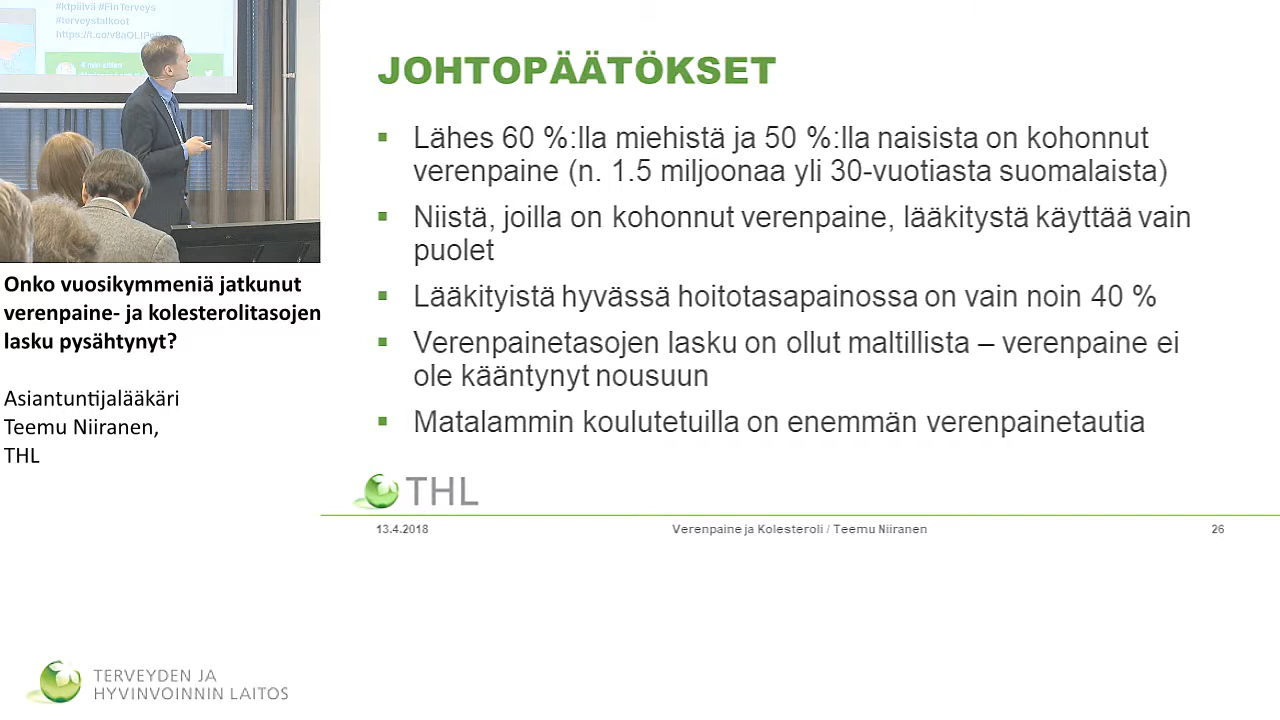 #ktpäivä #FinTerveys
#terveystalkoot
Onko vuosikymmeniä jatkunut
verenpaine- ja kolesterolitasojen
lasku pysähtynyt?
Asiantuntijalääkäri
Teemu Niiranen,
THL
JOHTOPÄÄTÖKSET
Lähes 60 %:lla miehistä ja 50 %:lla naisista on kohonnut
verenpaine (n. 1.5 miljoonaa yli 30-vuotiasta suomalaista)
Niistä, joilla on kohonnut verenpaine, lääkitystä käyttää vain
puolet
Lääkityistä hyvässä hoitotasapainossa on vain noin 40 %
Verenpainetasojen lasku on ollut maltillista – verenpaine ei
ole kääntynyt nousuun
Matalammin koulutetuilla on enemmän verenpainetautia
THL
13.4.2018 Verenpaine ja Kolesteroli / Teemu Niiranen 26
TERVEYDEN JA
HYVINVOINNIN LAITOS